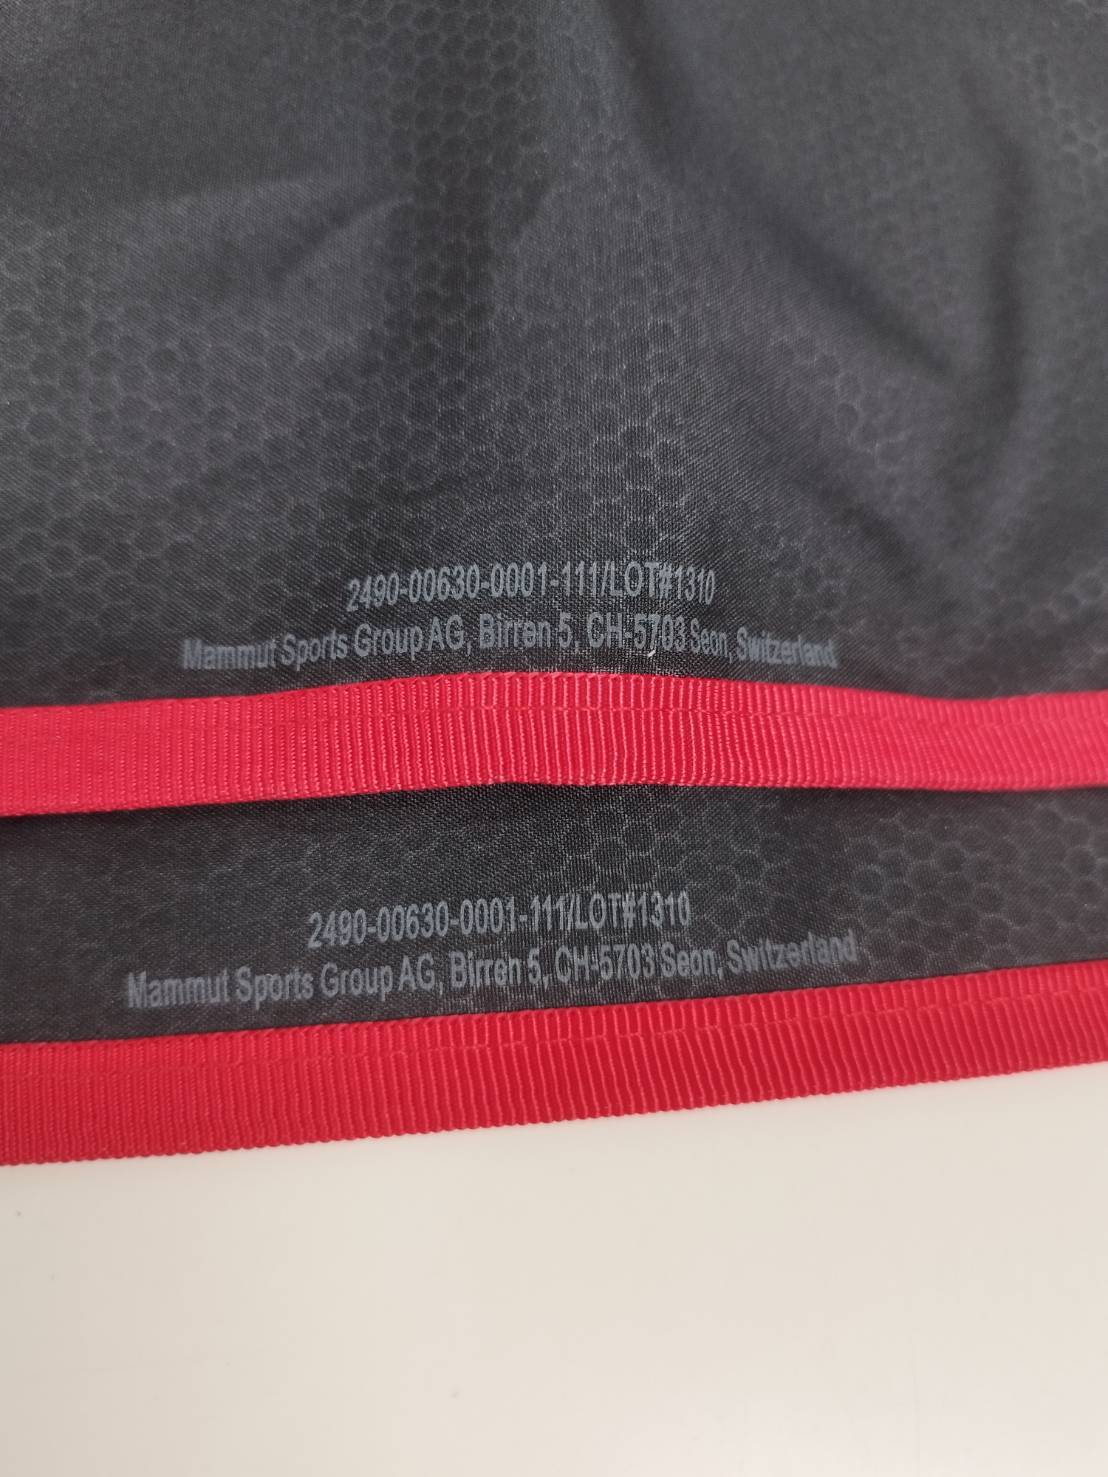 2490-00630-0001-111/LOT#1310
Mammut Sports Group AG, Birren 5, CH-5703 Seon, Switzerland
2490-00630-0001-111/LOT#1310
Mammut Sports Group AG, Birren 5, CH-5703 Seon, Switzerland